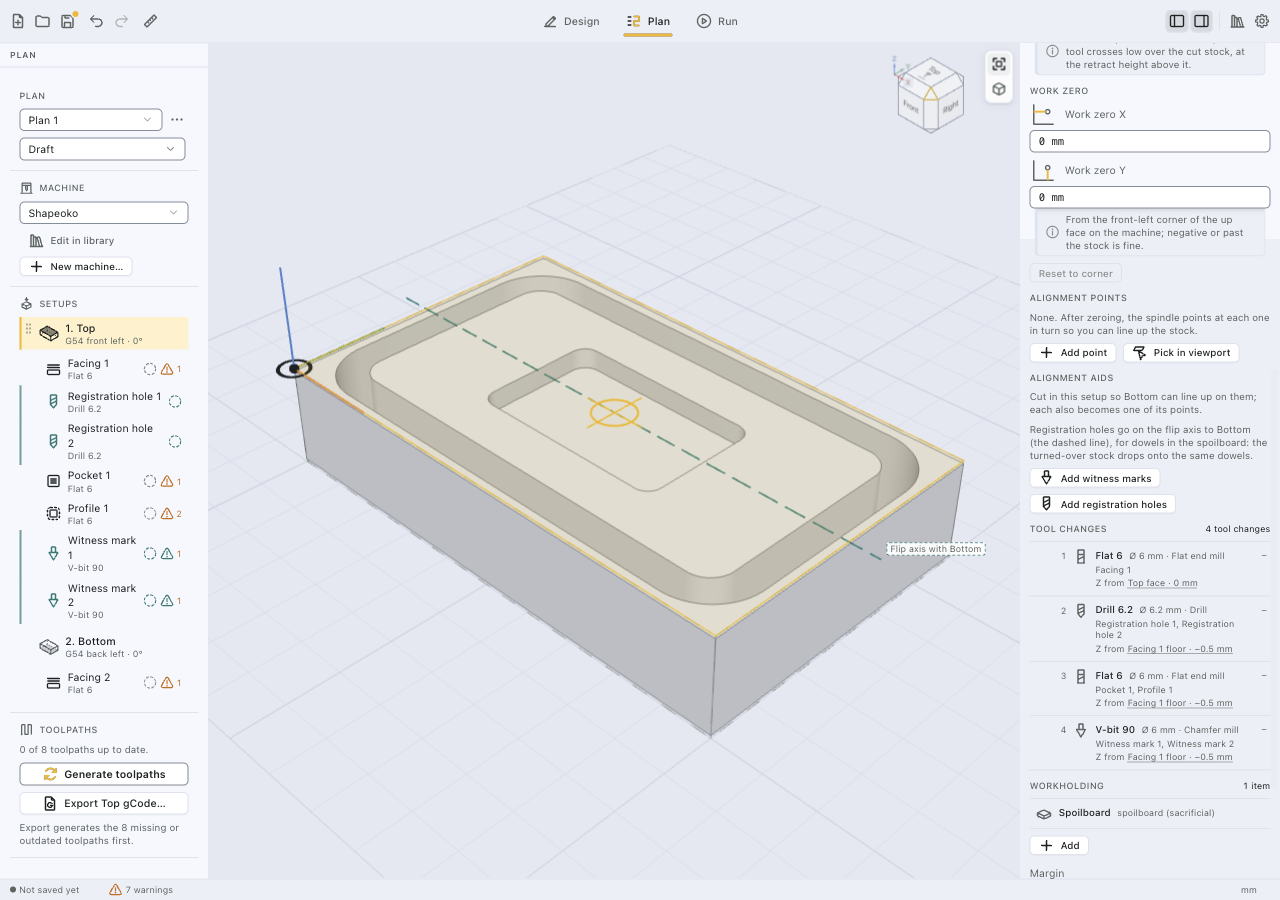 Design
Plan
Run
PLAN
PLAN
Plan 1
Draft
MACHINE
Shapeoko
Edit in library
New machine...
SETUPS
1. Top
G54 front left · 0°
Facing 1
Flat 6
1
Registration hole 1
Drill 6.2
Registration hole
2
Drill 6.2
Pocket 1
Flat 6
1
Profile 1
Flat 6
2
Witness mark
1
V-bit 90
1
Witness mark
2
V-bit 90
1
2. Bottom
G54 back left · 0°
Facing 2
Flat 6
1
TOOLPATHS
0 of 8 toolpaths up to date.
Generate toolpaths
Export Top gCode...
Export generates the 8 missing or
outdated toolpaths first.
Not saved yet
7 warnings
mm
Z
X
Front
Right
Flip axis with Bottom
tool crosses low over the cut stock, at
the retract height above it.
WORK ZERO
Work zero X
0 mm
Work zero Y
0 mm
From the front-left corner of the up
face on the machine; negative or past
the stock is fine.
Reset to corner
ALIGNMENT POINTS
None. After zeroing, the spindle points at each one
in turn so you can line up the stock.
Add point
Pick in viewport
ALIGNMENT AIDS
Cut in this setup so Bottom can line up on them;
each also becomes one of its points.
Registration holes go on the flip axis to Bottom
(the dashed line), for dowels in the spoilboard: the
turned-over stock drops onto the same dowels.
Add witness marks
Add registration holes
TOOL CHANGES
4 tool changes
1
Flat 6 Ø 6 mm · Flat end mill –
Facing 1
Z from Top face · 0 mm
2
Drill 6.2 Ø 6.2 mm · Drill –
Registration hole 1, Registration
hole 2
Z from Facing 1 floor · −0.5 mm
3
Flat 6 Ø 6 mm · Flat end mill –
Pocket 1, Profile 1
Z from Facing 1 floor · −0.5 mm
4
V-bit 90 Ø 6 mm · Chamfer mill –
Witness mark 1, Witness mark 2
Z from Facing 1 floor · −0.5 mm
WORKHOLDING
1 item
Spoilboard spoilboard (sacrificial)
Add
Margin